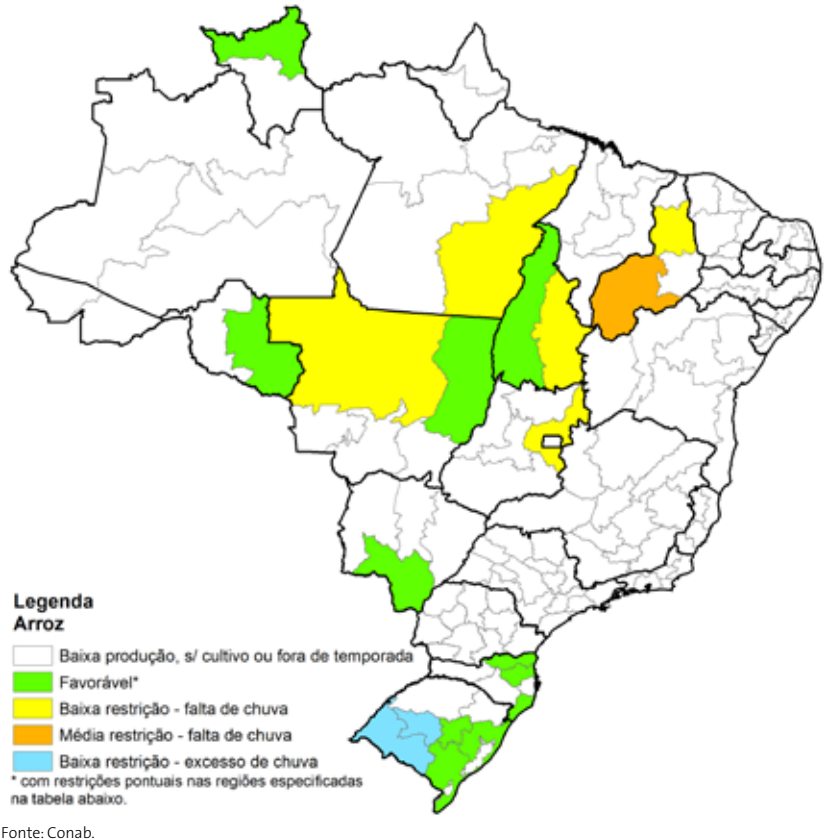 Legenda
Arroz
Baixa produção, s/ cultivo ou fora de temporada
Favorável*
Baixa restrição - falta de chuva
Média restrição - falta de chuva
Baixa restrição - excesso de chuva
* com restrições pontuais nas regiões especificadas
na tabela abaixo.
Fonte: Conab.